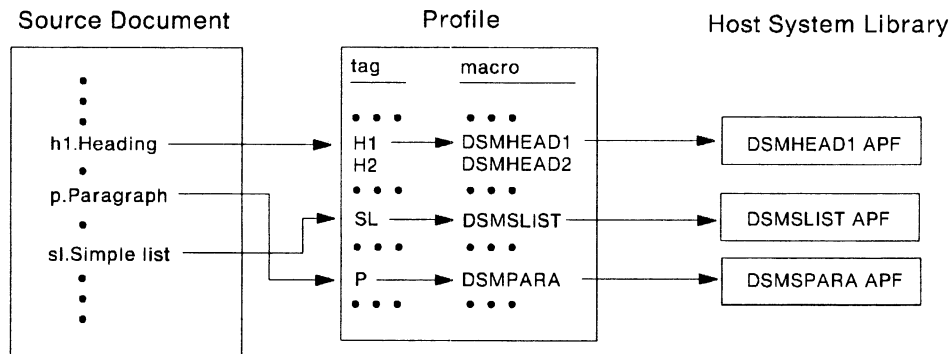 Source Document
Profile
Host System Library
tag macro
h1.Heading
H1 DSMHEAD1
DSMHEAD1 APF
H2 DSMHEAD2
p.Paragraph
SL DSMSLIST
DSMSLIST APF
sl.Simple list
P DSMPARA
DSMSPARA APF